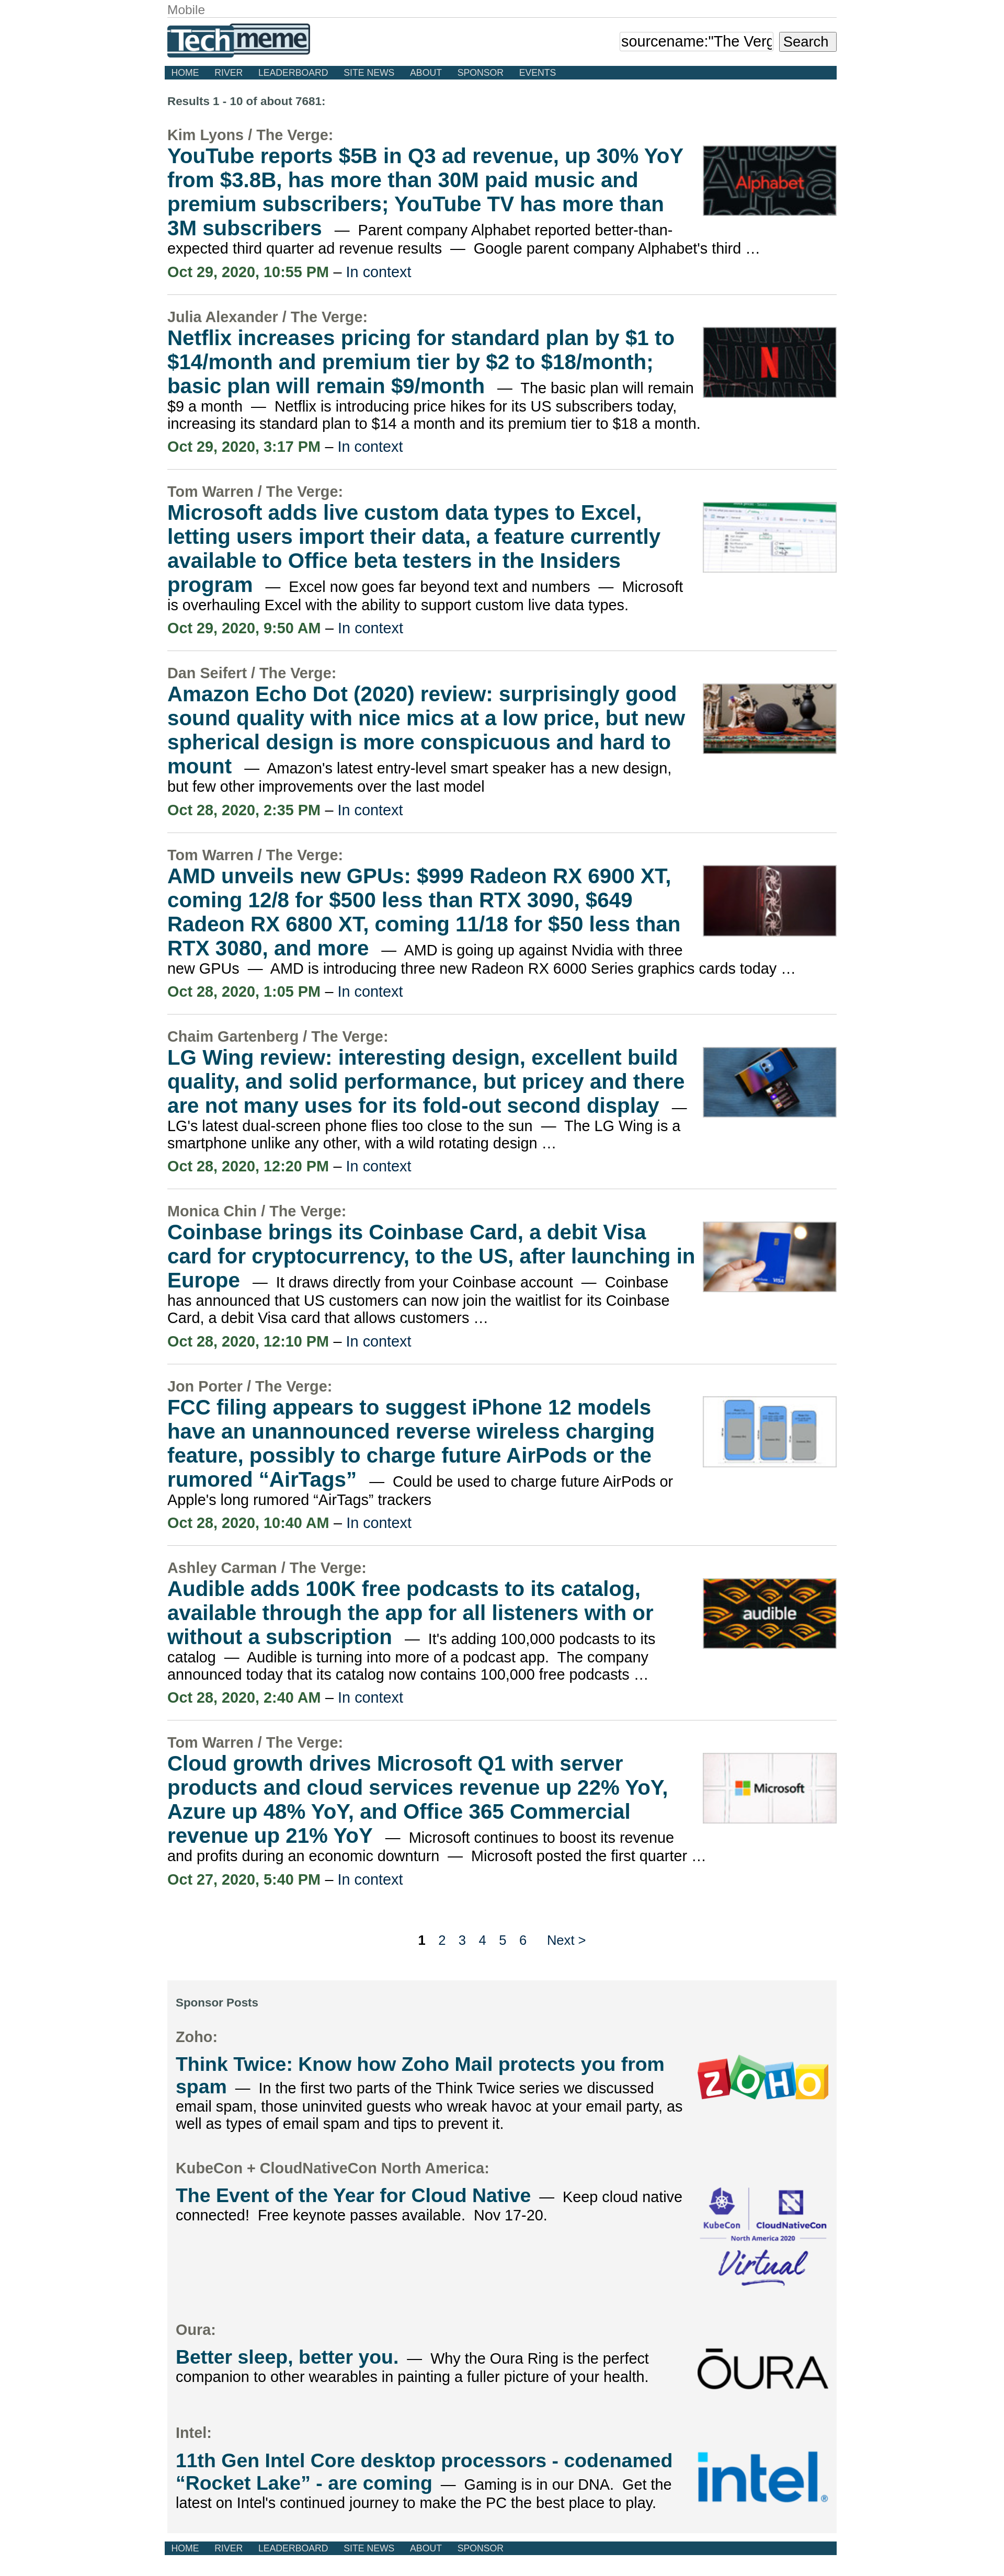 Mobile
Techmeme
sourcename:"The Verg
Search
HOME RIVER LEADERBOARD SITE NEWS ABOUT SPONSOR EVENTS
Results 1 - 10 of about 7681:
Kim Lyons / The Verge:
YouTube reports $5B in Q3 ad revenue, up 30% YoY
from $3.8B, has more than 30M paid music and
premium subscribers; YouTube TV has more than
3M subscribers — Parent company Alphabet reported better-than-
expected third quarter ad revenue results — Google parent company Alphabet's third …
Alphabet
Oct 29, 2020, 10:55 PM – In context
Julia Alexander / The Verge:
Netflix increases pricing for standard plan by $1 to
$14/month and premium tier by $2 to $18/month;
basic plan will remain $9/month — The basic plan will remain
$9 a month — Netflix is introducing price hikes for its US subscribers today,
increasing its standard plan to $14 a month and its premium tier to $18 a month.
N
Oct 29, 2020, 3:17 PM – In context
Tom Warren / The Verge:
Microsoft adds live custom data types to Excel,
letting users import their data, a feature currently
available to Office beta testers in the Insiders
program — Excel now goes far beyond text and numbers — Microsoft
is overhauling Excel with the ability to support custom live data types.
Oct 29, 2020, 9:50 AM – In context
Dan Seifert / The Verge:
Amazon Echo Dot (2020) review: surprisingly good
sound quality with nice mics at a low price, but new
spherical design is more conspicuous and hard to
mount — Amazon's latest entry-level smart speaker has a new design,
but few other improvements over the last model
Oct 28, 2020, 2:35 PM – In context
Tom Warren / The Verge:
AMD unveils new GPUs: $999 Radeon RX 6900 XT,
coming 12/8 for $500 less than RTX 3090, $649
Radeon RX 6800 XT, coming 11/18 for $50 less than
RTX 3080, and more — AMD is going up against Nvidia with three
new GPUs — AMD is introducing three new Radeon RX 6000 Series graphics cards today …
Oct 28, 2020, 1:05 PM – In context
Chaim Gartenberg / The Verge:
LG Wing review: interesting design, excellent build
quality, and solid performance, but pricey and there
are not many uses for its fold-out second display —
LG's latest dual-screen phone flies too close to the sun — The LG Wing is a
smartphone unlike any other, with a wild rotating design …
Oct 28, 2020, 12:20 PM – In context
Monica Chin / The Verge:
Coinbase brings its Coinbase Card, a debit Visa
card for cryptocurrency, to the US, after launching in
Europe — It draws directly from your Coinbase account — Coinbase
has announced that US customers can now join the waitlist for its Coinbase
Card, a debit Visa card that allows customers …
VISA
Oct 28, 2020, 12:10 PM – In context
Jon Porter / The Verge:
FCC filing appears to suggest iPhone 12 models
have an unannounced reverse wireless charging
feature, possibly to charge future AirPods or the
rumored “AirTags” — Could be used to charge future AirPods or
Apple's long rumored “AirTags” trackers
Oct 28, 2020, 10:40 AM – In context
Ashley Carman / The Verge:
Audible adds 100K free podcasts to its catalog,
available through the app for all listeners with or
without a subscription — It's adding 100,000 podcasts to its
catalog — Audible is turning into more of a podcast app. The company
announced today that its catalog now contains 100,000 free podcasts …
audible
Oct 28, 2020, 2:40 AM – In context
Tom Warren / The Verge:
Cloud growth drives Microsoft Q1 with server
products and cloud services revenue up 22% YoY,
Azure up 48% YoY, and Office 365 Commercial
revenue up 21% YoY — Microsoft continues to boost its revenue
and profits during an economic downturn — Microsoft posted the first quarter …
Microsoft
Oct 27, 2020, 5:40 PM – In context
1 2 3 4 5 6 Next >
Sponsor Posts
Zoho:
Think Twice: Know how Zoho Mail protects you from
spam — In the first two parts of the Think Twice series we discussed
email spam, those uninvited guests who wreak havoc at your email party, as
well as types of email spam and tips to prevent it.
ZOHO
KubeCon + CloudNativeCon North America:
The Event of the Year for Cloud Native — Keep cloud native
connected! Free keynote passes available. Nov 17-20.
KubeCon CloudNativeCon
North America 2020
Virtual
Oura:
Better sleep, better you. — Why the Oura Ring is the perfect
companion to other wearables in painting a fuller picture of your health.
ŌURA
Intel:
11th Gen Intel Core desktop processors - codenamed
“Rocket Lake” - are coming — Gaming is in our DNA. Get the
latest on Intel's continued journey to make the PC the best place to play.
intel®
HOME RIVER LEADERBOARD SITE NEWS ABOUT SPONSOR